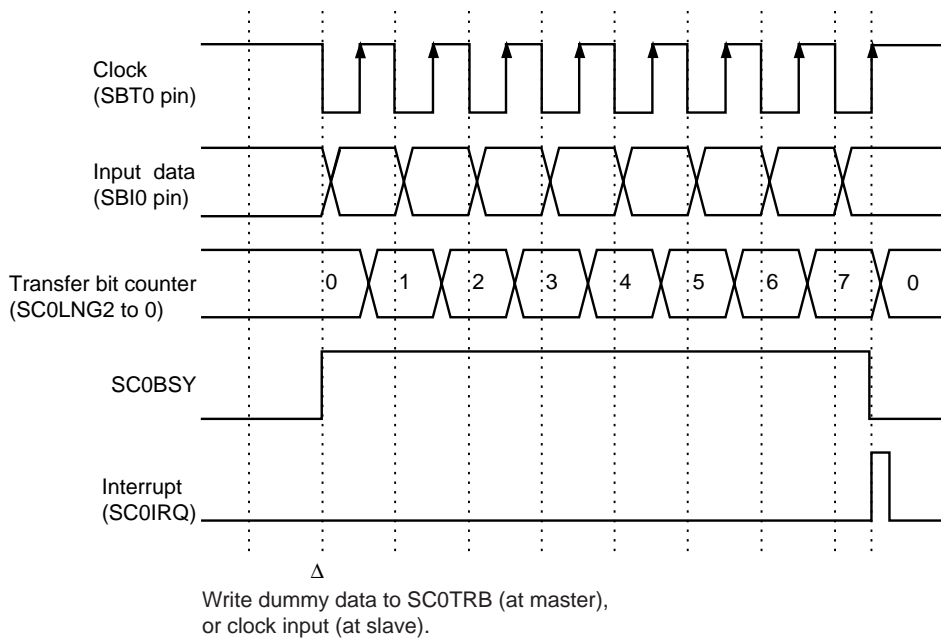 Clock
(SBT0 pin)
Input data
(SBI0 pin)
Transfer bit counter
(SC0LNG2 to 0)
0 1 2 3 4 5 6 7 0
SC0BSY
Interrupt
(SC0IRQ)
Δ
Write dummy data to SC0TRB (at master),
or clock input (at slave).